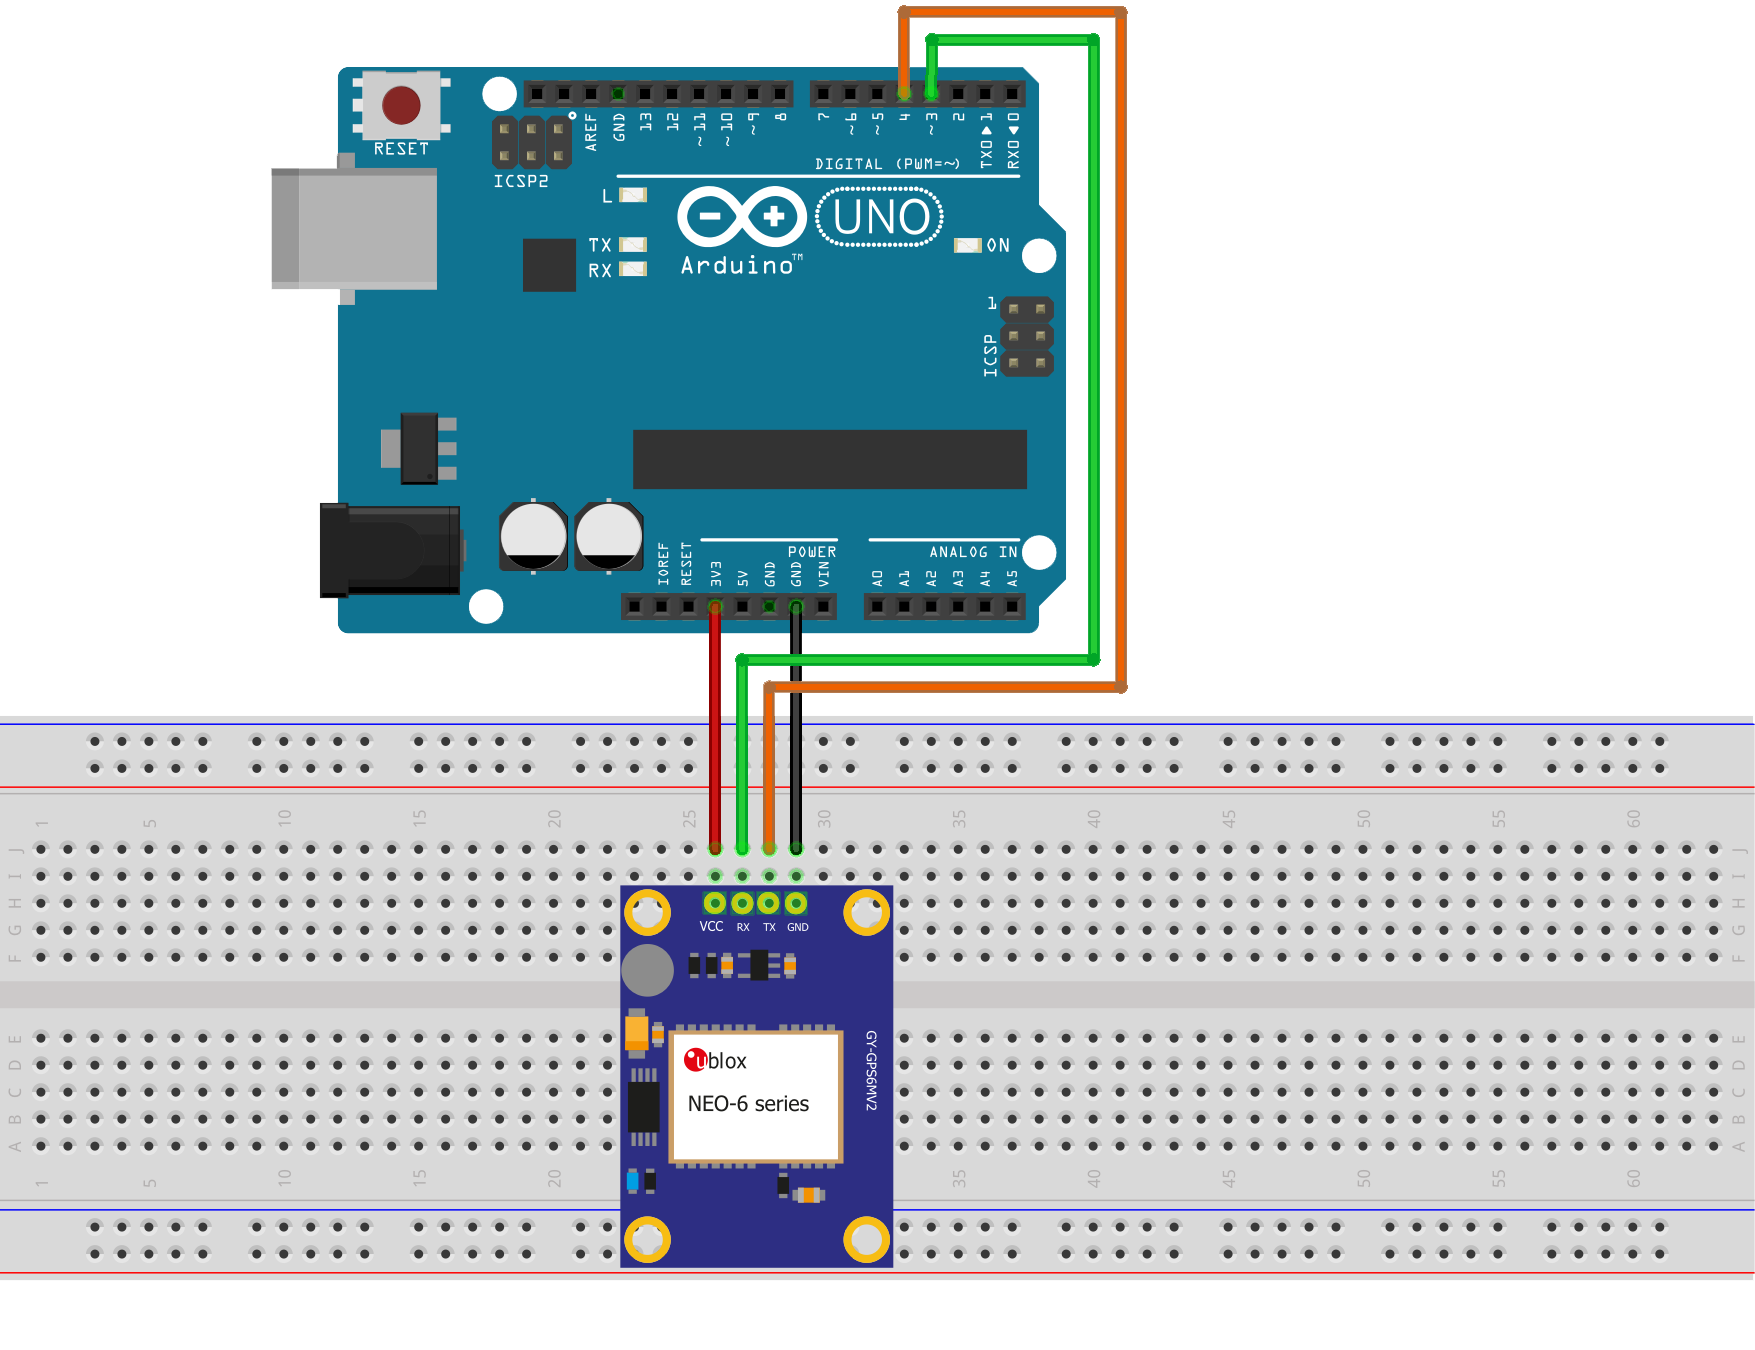 RESET
ICSP2
AREF
GND
13
12
~11
~10
~9
8
7
~6
~5
4
~3
2
TX0▶1
RX0◀0
DIGITAL (PWM=~)
L
TX
RX
Arduino™
UNO
ON
1
ICSP
IOREF
RESET
3V3
5V
GND
GND
VIN
POWER
ANALOG IN
A0
A1
A2
A3
A4
A5
1 5 10 15 20 25 30 35 40 45 50 55 60
J J
I I
H H
G G
F F
VCC RX TX GND
ublox
NEO-6 series
GY-GPS6MV2
E E
D D
C C
B B
A A
1 5 10 15 20 35 40 45 50 55 60